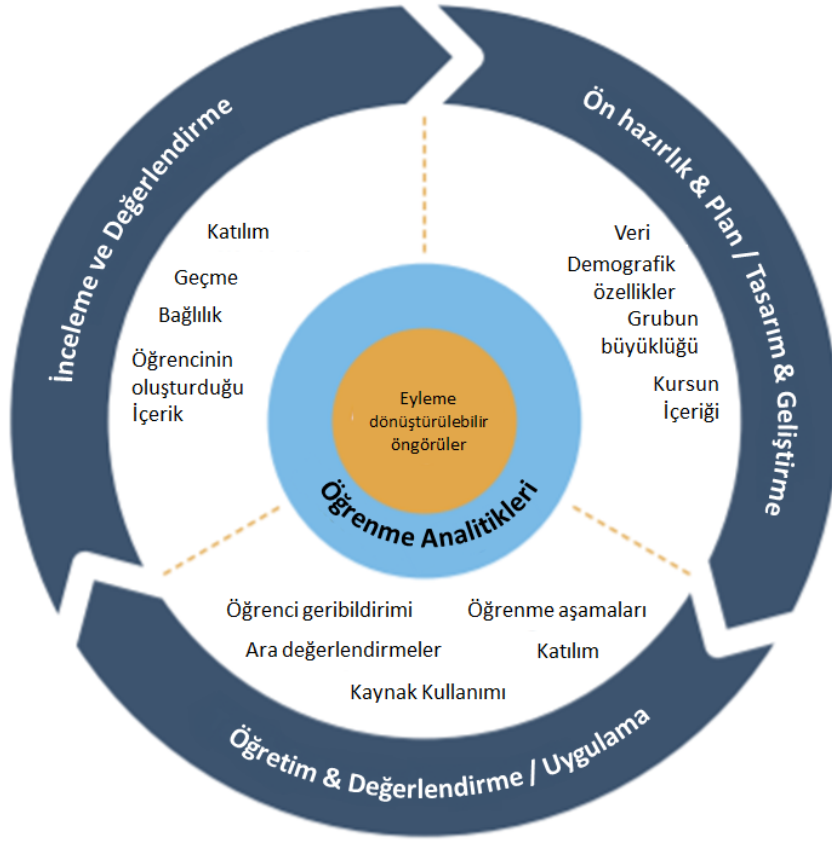 İnceleme ve Değerlendirme
Ön hazırlık & Plan / Tasarım & Geliştirme
Katılım
Geçme
Bağlılık
Öğrencinin
oluşturduğu
İçerik
Veri
Demografik
özellikler
Grubun
büyüklüğü
Kursun
İçeriği
Eyleme
dönüştürülebilir
öngörüler
Öğrenme Analitikleri
Öğrenci geribildirimi
Öğrenme aşamaları
Ara değerlendirmeler
Katılım
Kaynak Kullanımı
Öğretim & Değerlendirme / Uygulama